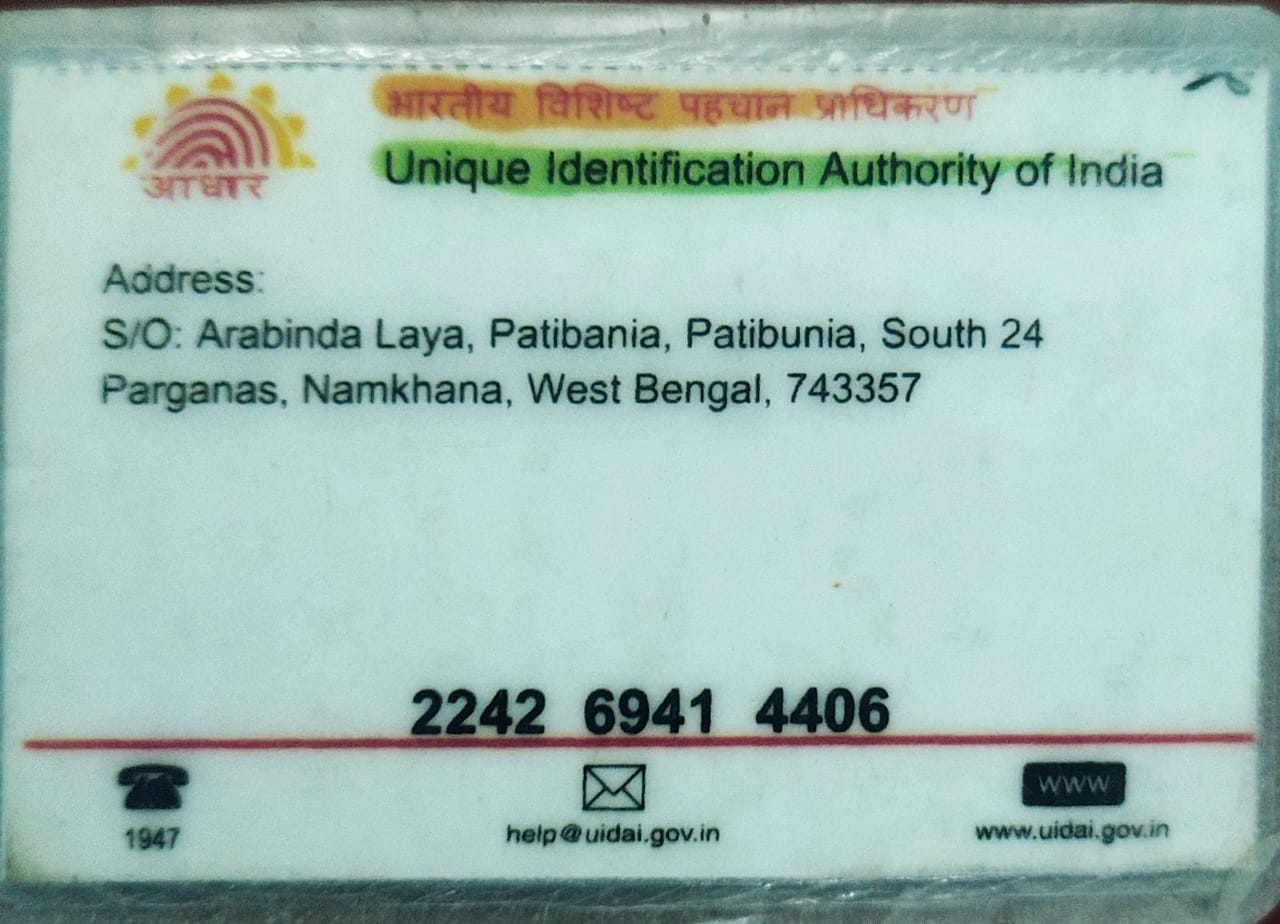 भारतीय विशिष्ट पहचान प्राधिकरण
Unique Identification Authority of India
आधार
Address:
S/O: Arabinda Laya, Patibania, Patibunia, South 24
Parganas, Namkhana, West Bengal, 743357
2242 6941 4406
WWW
1947
help@uidai.gov.in
www.uidai.gov.in